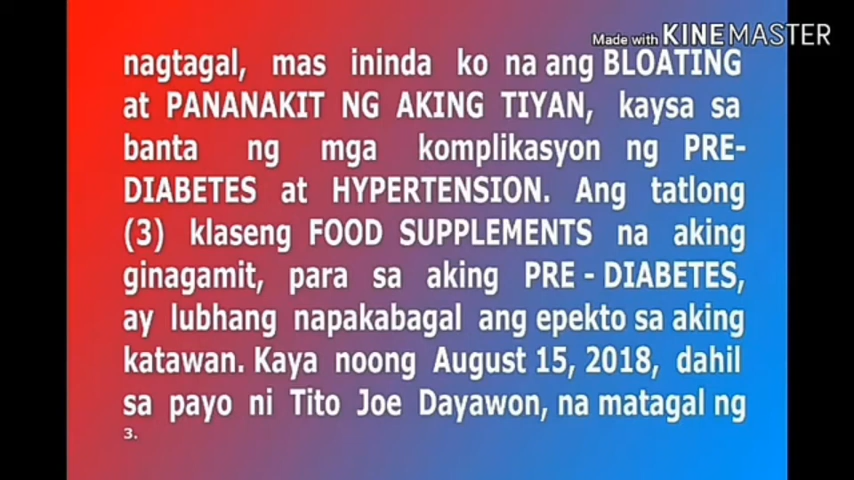 Made with KINEMASTER
nagtagal, mas ininda ko na ang BLOATING
at PANANAKIT NG AKING TIYAN, kaysa sa
banta ng mga komplikasyon ng PRE-
DIABETES at HYPERTENSION. Ang tatlong
(3) klaseng FOOD SUPPLEMENTS na aking
ginagamit, para sa aking PRE - DIABETES,
ay lubhang napakabagal ang epekto sa aking
katawan. Kaya noong August 15, 2018, dahil
sa payo ni Tito Joe Dayawon, na matagal ng
3.